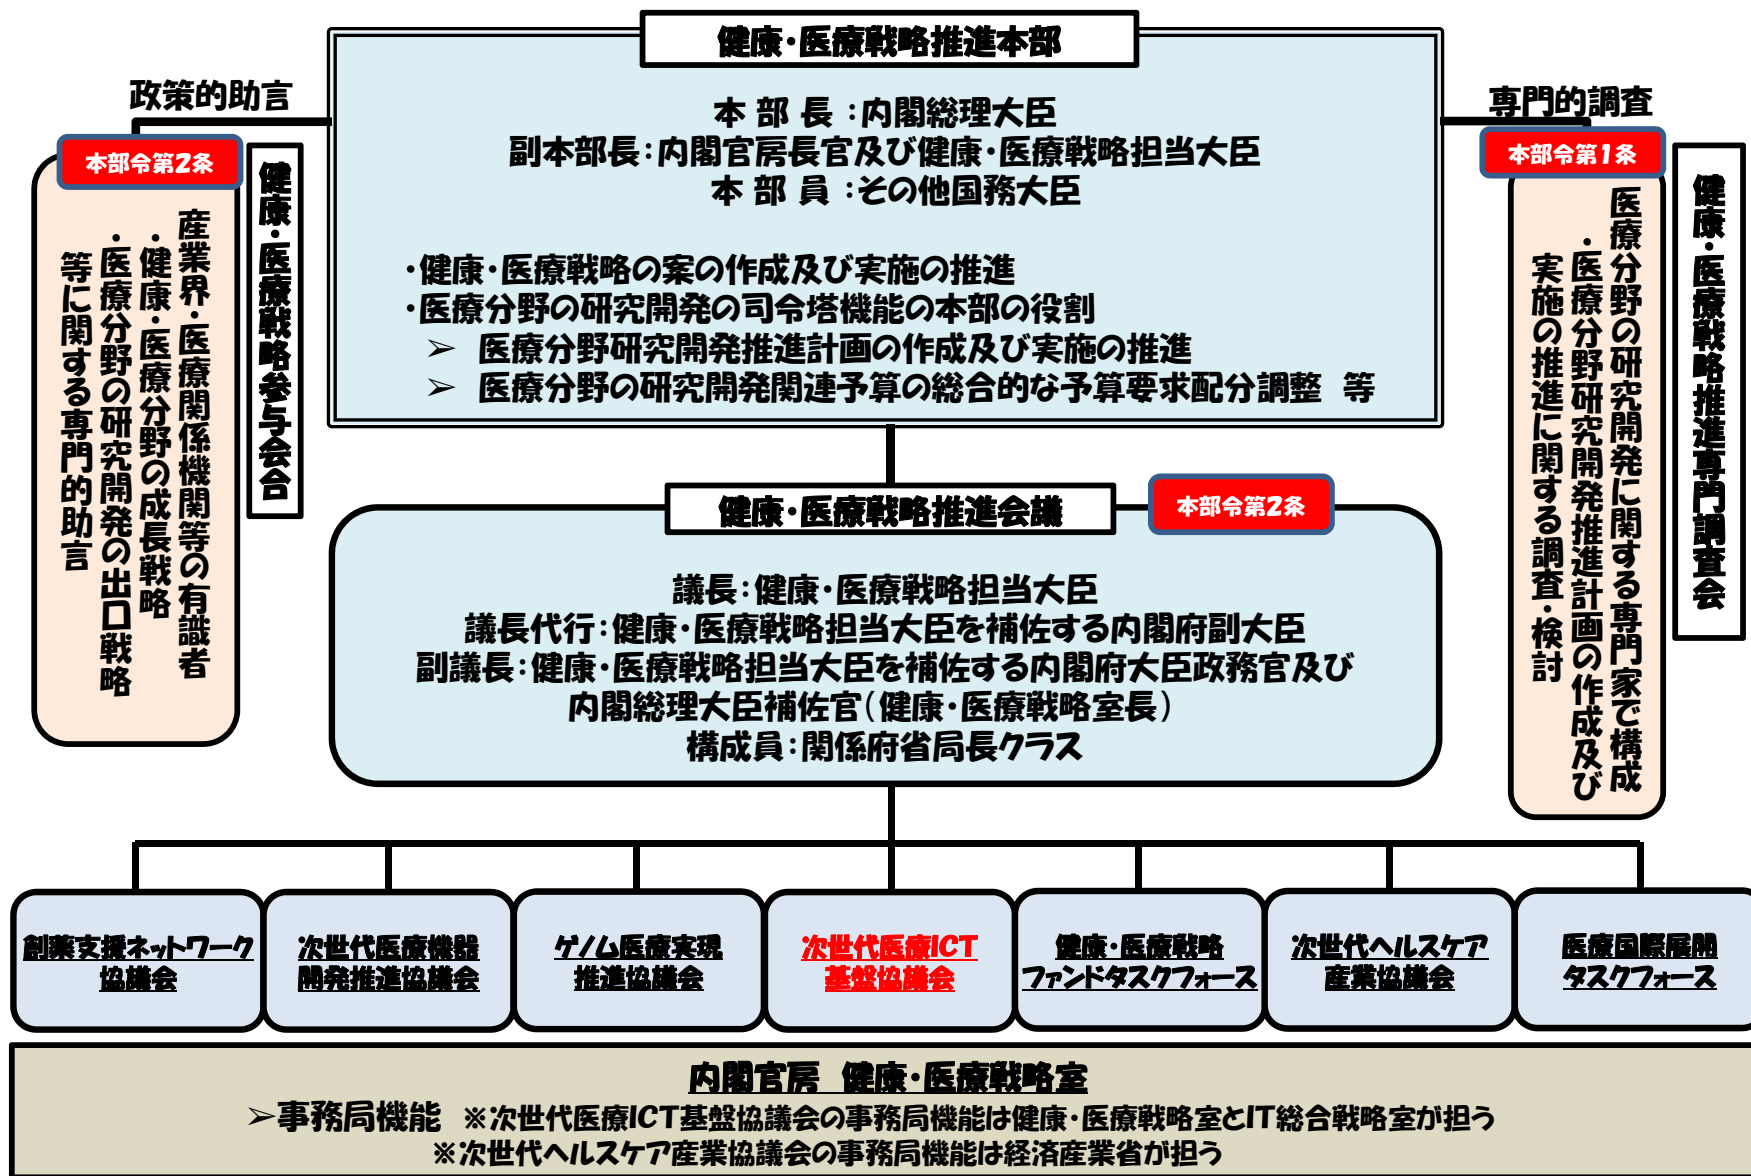 健康・医療戦略推進本部
本 部 長 ：内閣総理大臣
副本部長：内閣官房長官及び健康・医療戦略担当大臣
本 部 員 ：その他国務大臣
・健康・医療戦略の案の作成及び実施の推進
・医療分野の研究開発の司令塔機能の本部の役割
➢ 医療分野研究開発推進計画の作成及び実施の推進
➢ 医療分野の研究開発関連予算の総合的な予算要求配分調整 等
政策的助言
本部令第2条
健康・医療戦略参与会合
産業界・医療関係機関等の有識者
・健康・医療分野の成長戦略
・医療分野の研究開発の出口戦略
等に関する専門的助言
専門的調査
本部令第1条
健康・医療戦略推進専門調査会
医療分野の研究開発に関する専門家で構成
・医療分野研究開発推進計画の作成及び
実施の推進に関する調査・検討
健康・医療戦略推進会議
本部令第2条
議長：健康・医療戦略担当大臣
議長代行：健康・医療戦略担当大臣を補佐する内閣府副大臣
副議長：健康・医療戦略担当大臣を補佐する内閣府大臣政務官及び
内閣総理大臣補佐官（健康・医療戦略室長）
構成員：関係府省局長クラス
創薬支援ネットワーク
協議会
次世代医療機器
開発推進協議会
ゲノム医療実現
推進協議会
次世代医療ICT
基盤協議会
健康・医療戦略
ファンドタスクフォース
次世代ヘルスケア
産業協議会
医療国際展開
タスクフォース
内閣官房 健康・医療戦略室
➢事務局機能 ※次世代医療ICT基盤協議会の事務局機能は健康・医療戦略室とIT総合戦略室が担う
※次世代ヘルスケア産業協議会の事務局機能は経済産業省が担う